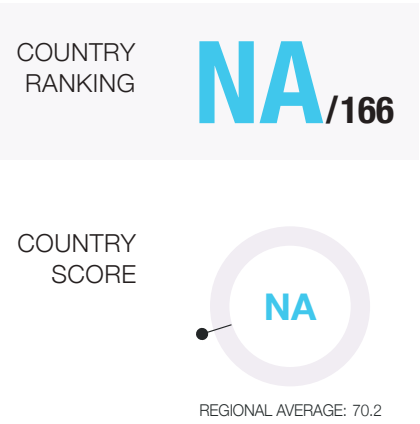 COUNTRY
RANKING
NA/166
COUNTRY
SCORE
NA
REGIONAL AVERAGE: 70.2